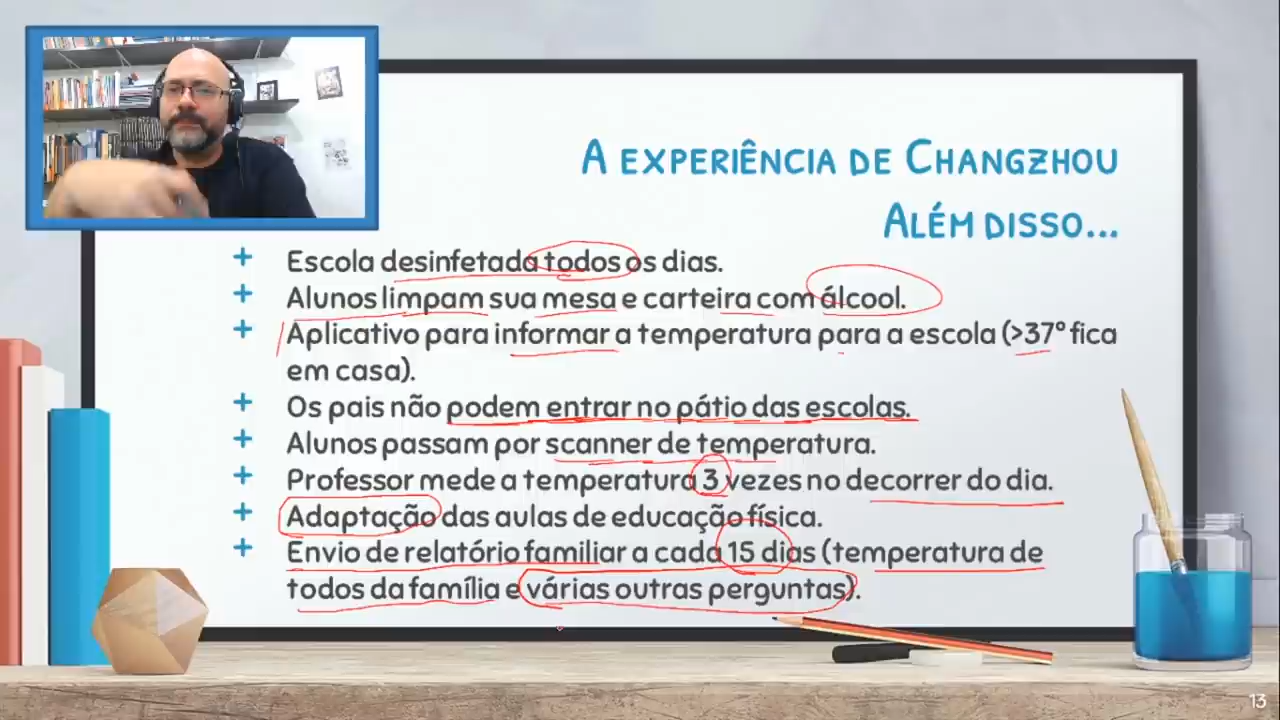 A EXPERIÊNCIA DE CHANGZHOU
ALÉM DISSO...
+ Escola desinfetada todos os dias.
+ Alunos limpam sua mesa e carteira com álcool.
+ Aplicativo para informar a temperatura para a escola (>37° fica
em casa).
+ Os pais não podem entrar no pátio das escolas.
+ Alunos passam por scanner de temperatura.
+ Professor mede a temperatura 3 vezes no decorrer do dia.
+ Adaptação das aulas de educação física.
+ Envio de relatório familiar a cada 15 dias (temperatura de
todos da família e várias outras perguntas).
13